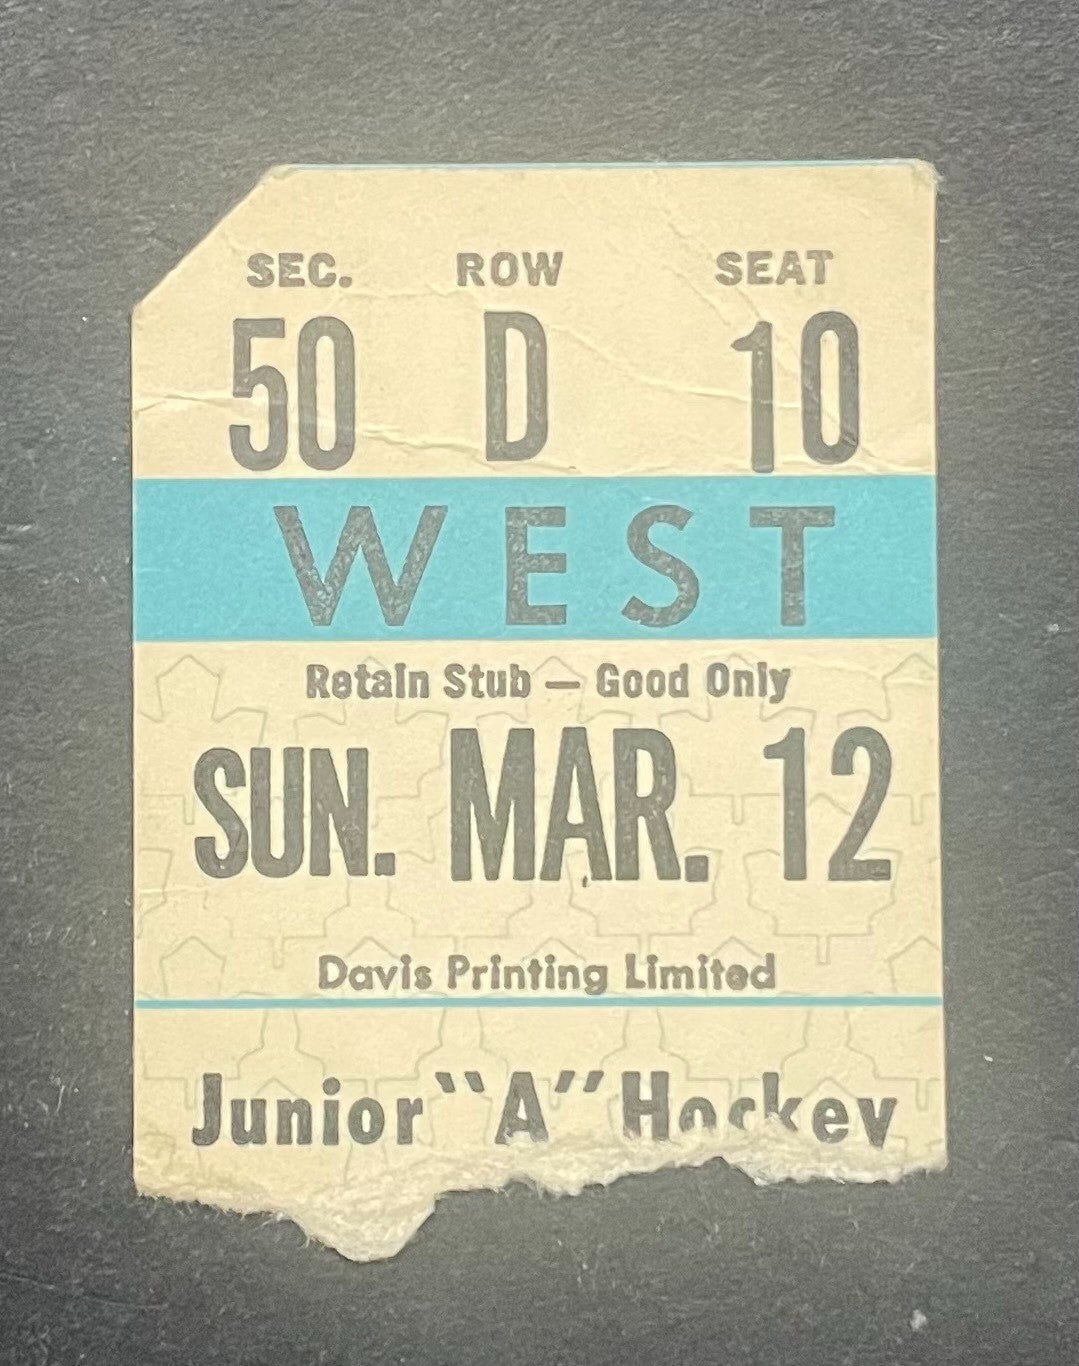 SEC. ROW SEAT
50 D 10
WEST
Retain Stub — Good Only
SUN. MAR. 12
Davis Printing Limited
Junior "A" Hockey